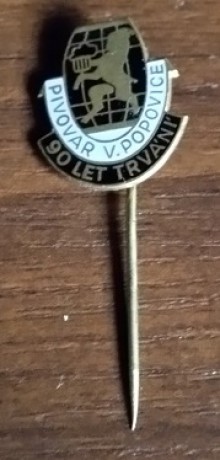 PIVOVAR V. POPOVICE
90 LET TRVÁNÍ